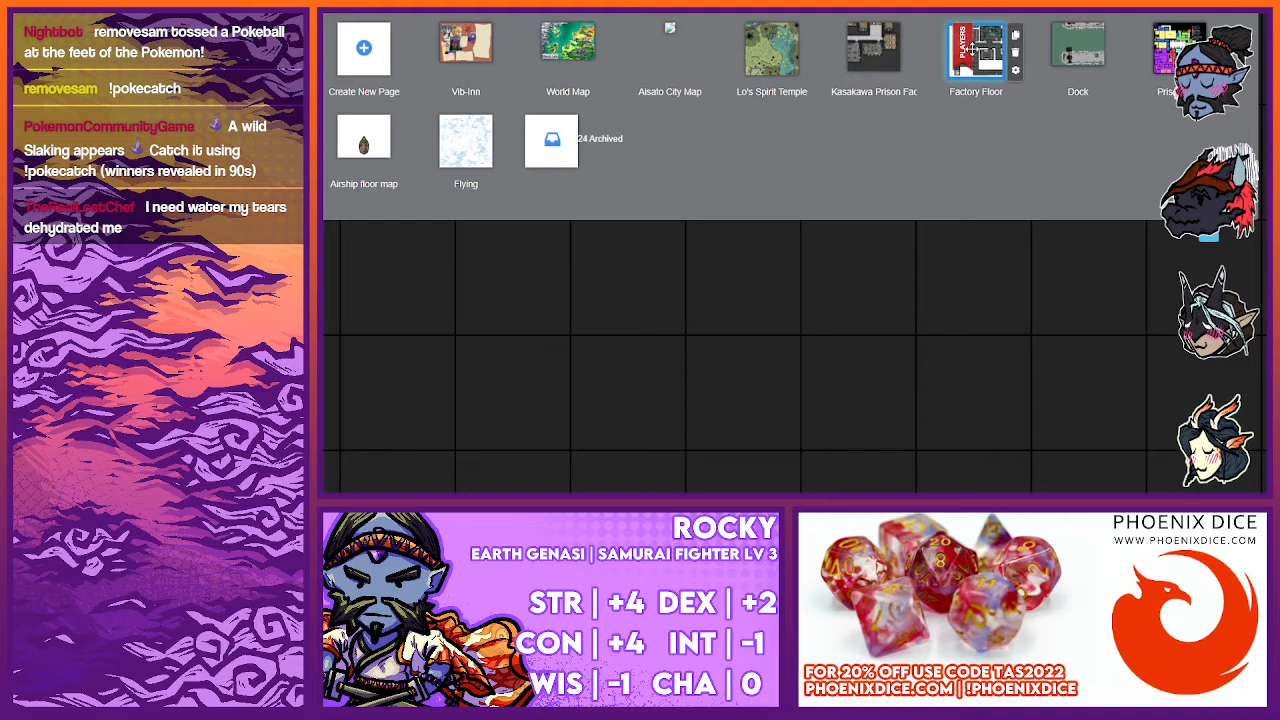 Nightbot removesam tossed a Pokeball
at the feet of the Pokemon!
removesam !pokecatch
PokemonCommunityGame A wild
Slaking appears Catch it using
!pokecatch (winners revealed in 90s)
TheRealLostChef I need water my tears
dehydrated me
Create New Page
Vib-Inn
World Map
Aisato City Map
Lo's Spirit Temple
Kasakawa Prison Fac
PLAYERS
Factory Floor
Dock
Airship floor map
Flying
24 Archived
ROCKY
EARTH GENASI | SAMURAI FIGHTER LV 3
STR | +4 DEX | +2
CON | +4 INT | -1
WIS | -1 CHA | 0
PHOENIX DICE
WWW.PHOENIXDICE.COM
FOR 20% OFF USE CODE TAS2022
PHOENIXDICE.COM | !PHOENIXDICE